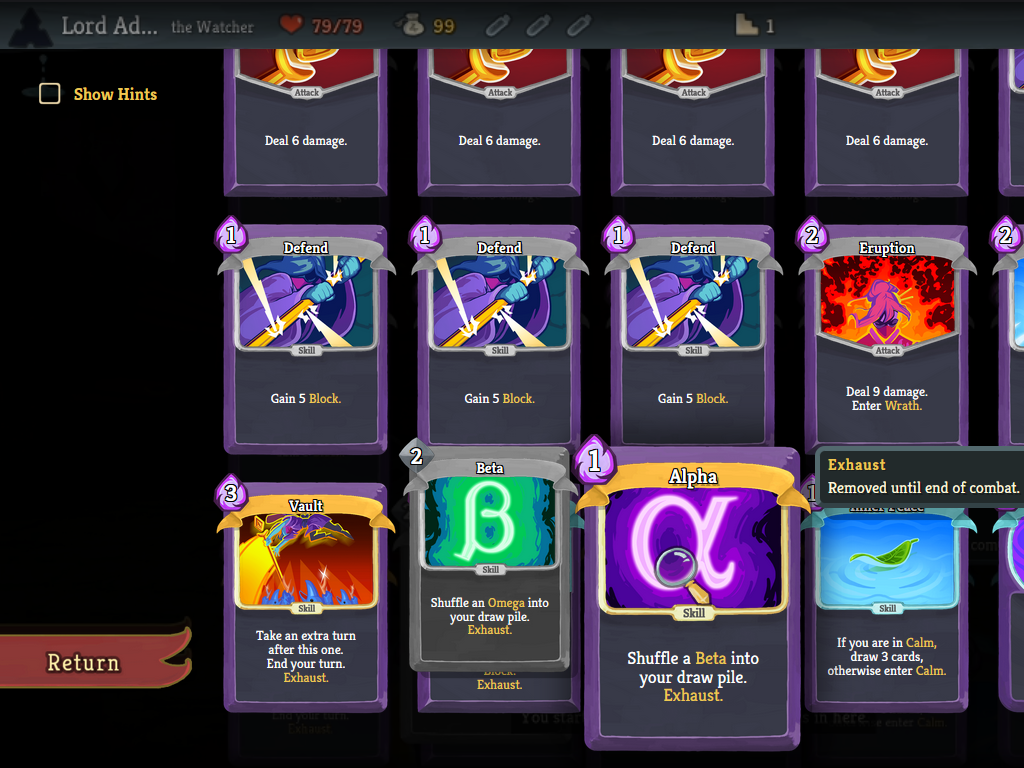 Lord Ad... the Watcher 79/79 99 1
Show Hints
Attack Attack Attack Attack
Deal 6 damage. Deal 6 damage. Deal 6 damage. Deal 6 damage.
1 Defend 1 Defend 1 Defend 2 Eruption 2
Skill Skill Skill Attack
Gain 5 Block. Gain 5 Block. Gain 5 Block. Deal 9 damage.
Enter Wrath.
3 Vault
Skill
Take an extra turn
after this one.
End your turn.
Exhaust.
2 Beta
β
Skill
Shuffle an Omega into
your draw pile.
Exhaust.
Block.
Exhaust.
1 Alpha
α
Skill
Shuffle a Beta into
your draw pile.
Exhaust.
Exhaust
Removed until end of combat.
1 Inner Peace
Skill
If you are in Calm,
draw 3 cards,
otherwise enter Calm.
Return